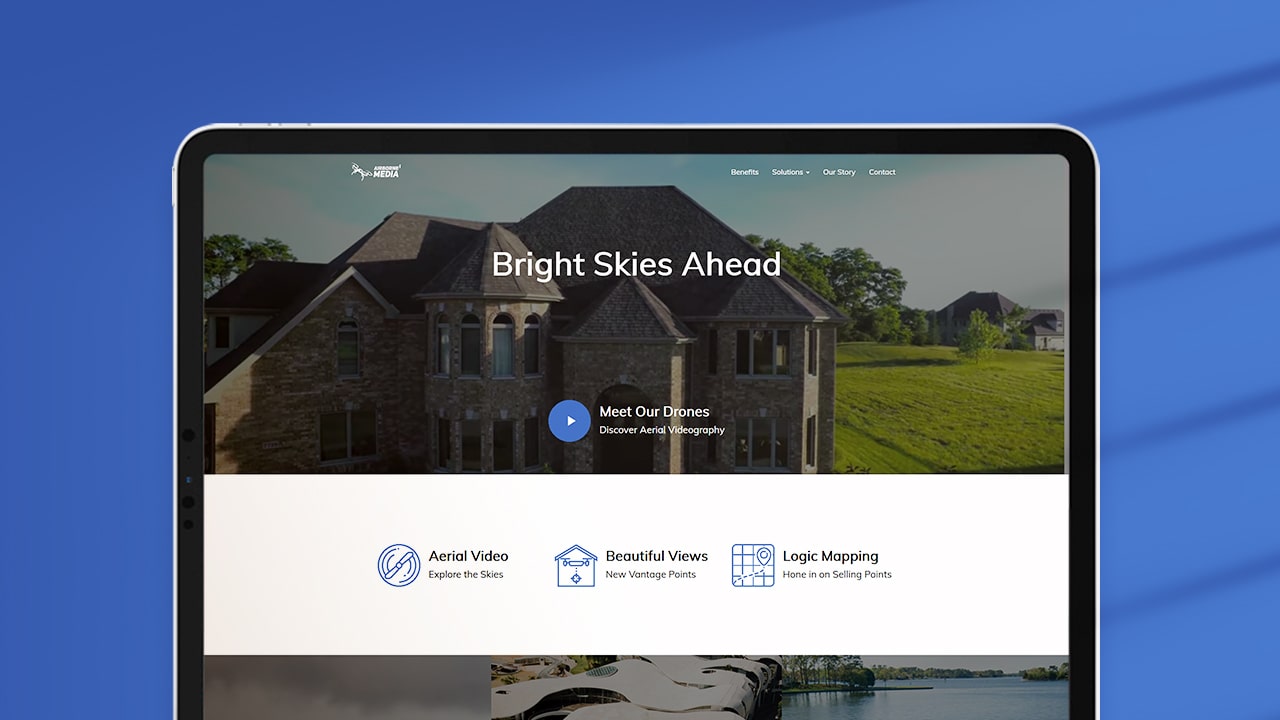 AIRBORNE
MEDIA
Benefits
Solutions
Our Story
Contact
Bright Skies Ahead
Meet Our Drones
Discover Aerial Videography
Aerial Video
Explore the Skies
Beautiful Views
New Vantage Points
Logic Mapping
Hone in on Selling Points